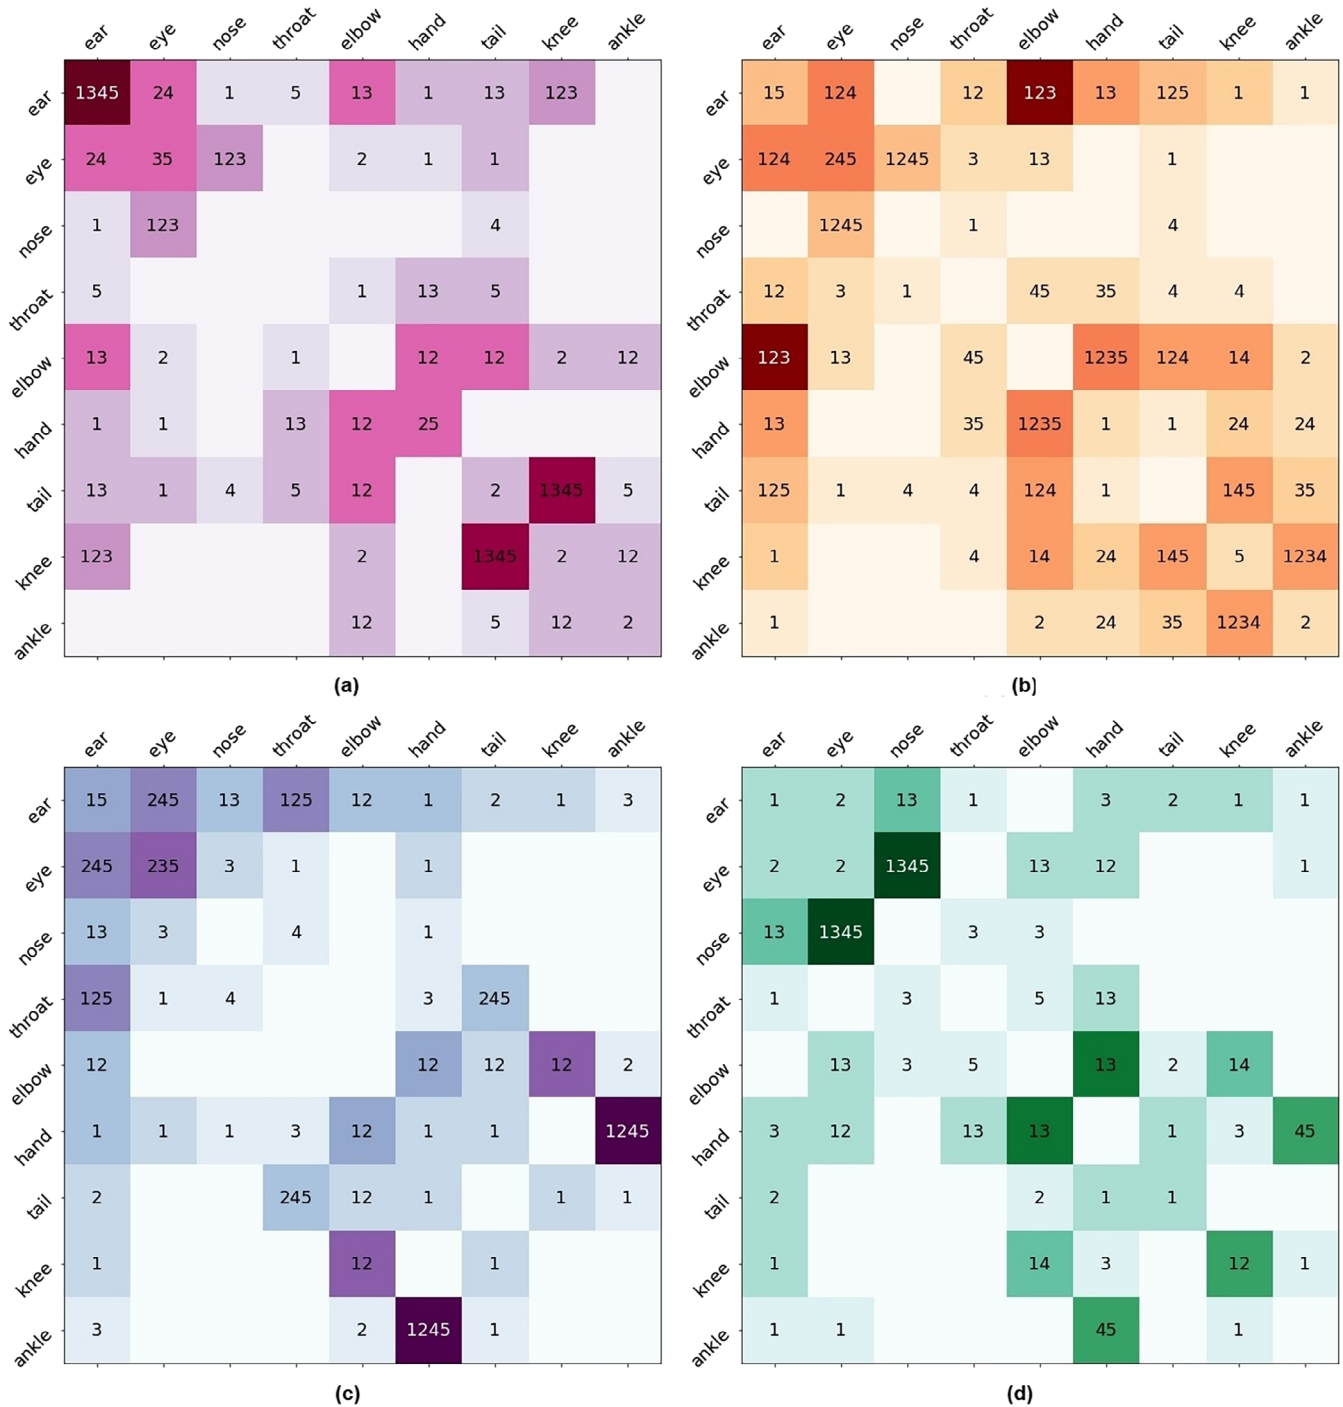 ear eye nose throat elbow hand tail knee ankle
ear 1345 24 1 5 13 1 13 123
eye 24 35 123 2 1 1
nose 1 123 4
throat 5 1 13 5
elbow 13 2 1 12 12 2 12
hand 1 1 13 12 25
tail 13 1 4 5 12 2 1345 5
knee 123 2 1345 2 12
ankle 12 5 12 2
(a)
ear eye nose throat elbow hand tail knee ankle
ear 15 124 12 123 13 125 1 1
eye 124 245 1245 3 13 1
nose 1245 1 4
throat 12 3 1 45 35 4 4
elbow 123 13 45 1235 124 14 2
hand 13 35 1235 1 1 24 24
tail 125 1 4 4 124 1 145 35
knee 1 4 14 24 145 5 1234
ankle 1 2 24 35 1234 2
(b)
ear eye nose throat elbow hand tail knee ankle
ear 15 245 13 125 12 1 2 1 3
eye 245 235 3 1 1
nose 13 3 4 1
throat 125 1 4 3 245
elbow 12 12 12 12 2
hand 1 1 1 3 12 1 1 1245
tail 2 245 12 1 1 1
knee 1 12 1
ankle 3 2 1245 1
(c)
ear eye nose throat elbow hand tail knee ankle
ear 1 2 13 1 3 2 1 1
eye 2 2 1345 13 12 1
nose 13 1345 3 3
throat 1 3 5 13
elbow 13 3 5 13 2 14
hand 3 12 13 13 1 3 45
tail 2 2 1 1
knee 1 14 3 12 1
ankle 1 1 45 1
(d)